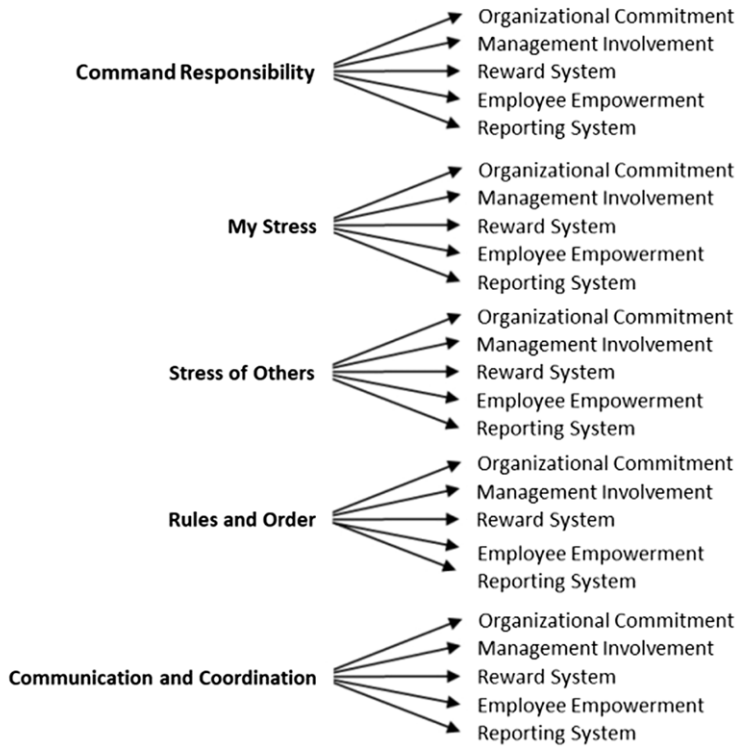 Organizational Commitment
Management Involvement
Command Responsibility
Reward System
Employee Empowerment
Reporting System
Organizational Commitment
Management Involvement
My Stress
Reward System
Employee Empowerment
Reporting System
Organizational Commitment
Management Involvement
Stress of Others
Reward System
Employee Empowerment
Reporting System
Organizational Commitment
Management Involvement
Rules and Order
Reward System
Employee Empowerment
Reporting System
Organizational Commitment
Management Involvement
Communication and Coordination
Reward System
Employee Empowerment
Reporting System